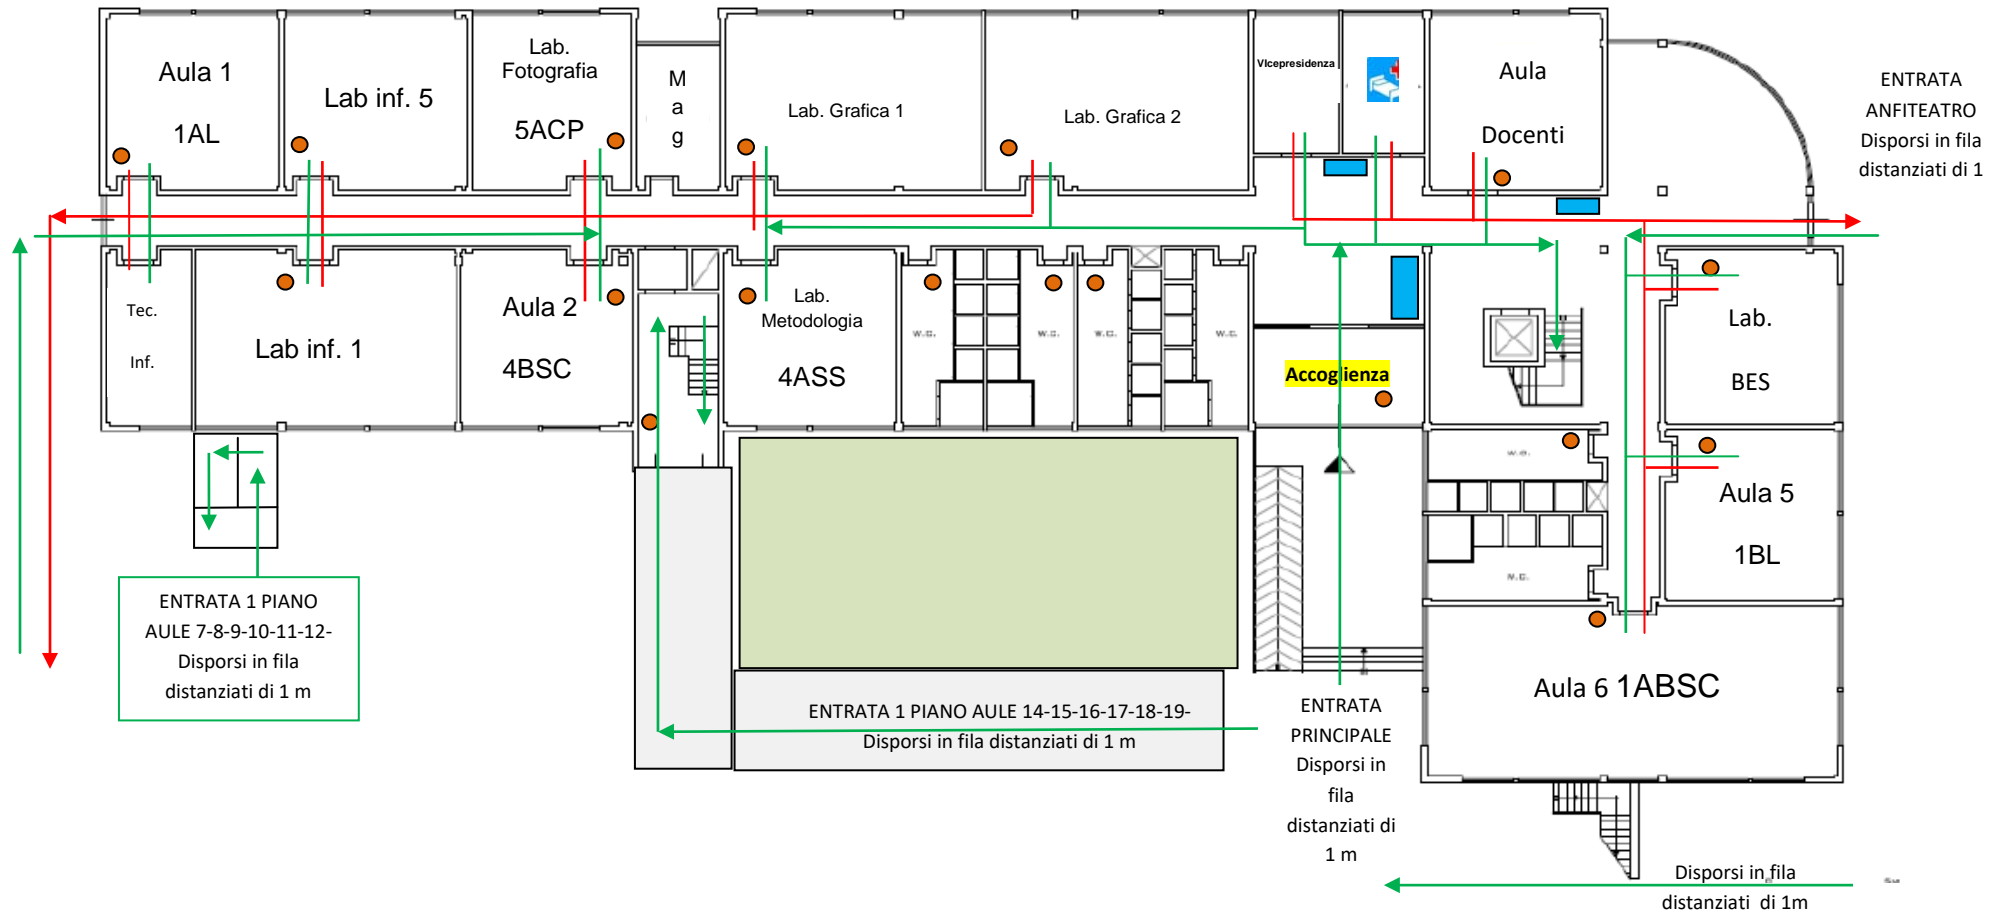 Aula 1
1AL
Lab inf. 5
Lab.
Fotografia
5ACP
M
a
g
Lab. Grafica 1
Lab. Grafica 2
VIcepresidenza
Aula
Docenti
ENTRATA
ANFITEATRO
Disporsi in fila
distanziati di 1
Tec.
Inf.
Lab inf. 1
Aula 2
4BSC
Lab.
Metodologia
4ASS
W.C.
W.C.
W.C.
W.C.
Accoglienza
Lab.
BES
W.C.
Aula 5
1BL
W.C.
Aula 6 1ABSC
ENTRATA 1 PIANO
AULE 7-8-9-10-11-12-
Disporsi in fila
distanziati di 1 m
ENTRATA 1 PIANO AULE 14-15-16-17-18-19-
Disporsi in fila distanziati di 1 m
ENTRATA
PRINCIPALE
Disporsi in
fila
distanziati di
1 m
Disporsi in fila
distanziati di 1m